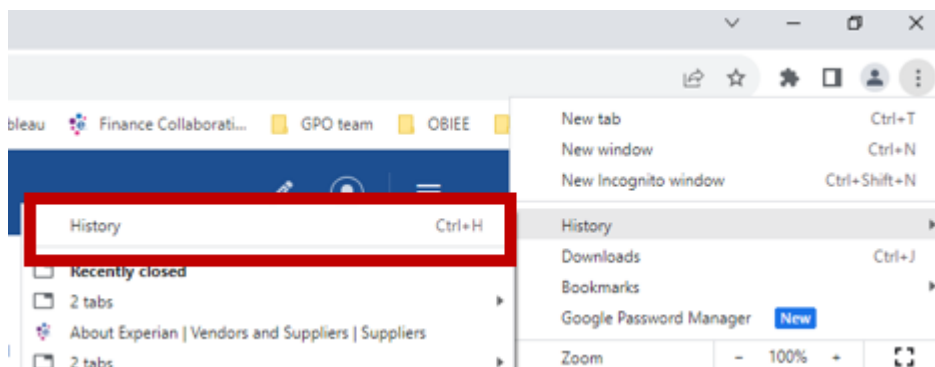 bleau Finance Collaborati... GPO team OBIEE
New tab Ctrl+T
New window Ctrl+N
New Incognito window Ctrl+Shift+N
History Ctrl+H
History
Recently closed
Downloads Ctrl+J
2 tabs
Bookmarks
About Experian | Vendors and Suppliers | Suppliers
Google Password Manager New
2 tabs
Zoom - 100% +